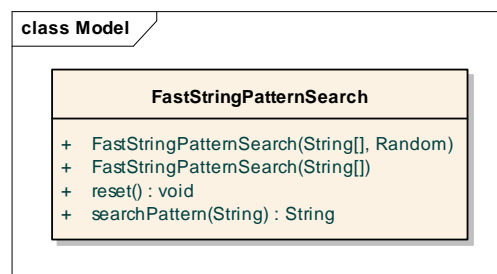 class Model
FastStringPatternSearch
+ FastStringPatternSearch(String[], Random)
+ FastStringPatternSearch(String[])
+ reset() : void
+ searchPattern(String) : String